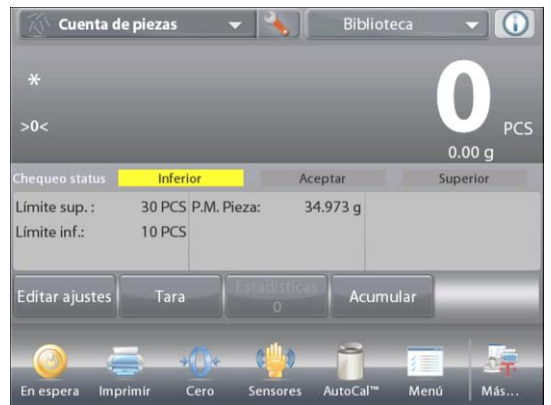 Cuenta de piezas Biblioteca
*
0
>0<
PCS
0.00 g
Chequeo status Inferior Aceptar Superior
Límite sup. : 30 PCS P.M. Pieza: 34.973 g
Límite inf.: 10 PCS
Editar ajustes Tara Estadísticas Acumular
0
En espera Imprimir Cero Sensores AutoCal™ Menú Más...